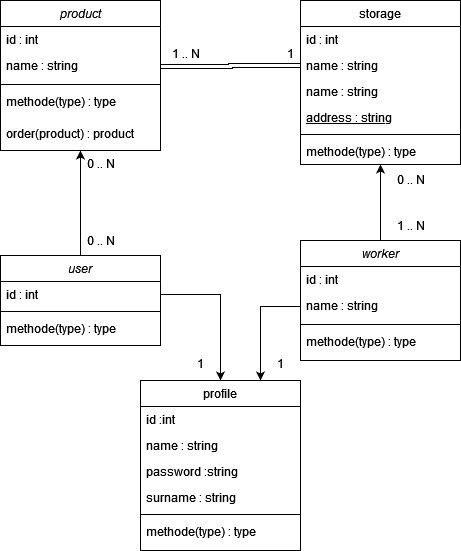 product
id : int
name : string
methode(type) : type
order(product) : product
1 .. N
1
storage
id : int
name : string
name : string
address : string
methode(type) : type
0 .. N
0 .. N
0 .. N
1 .. N
user
id : int
methode(type) : type
worker
id : int
name : string
methode(type) : type
1
1
profile
id :int
name : string
password :string
surname : string
methode(type) : type